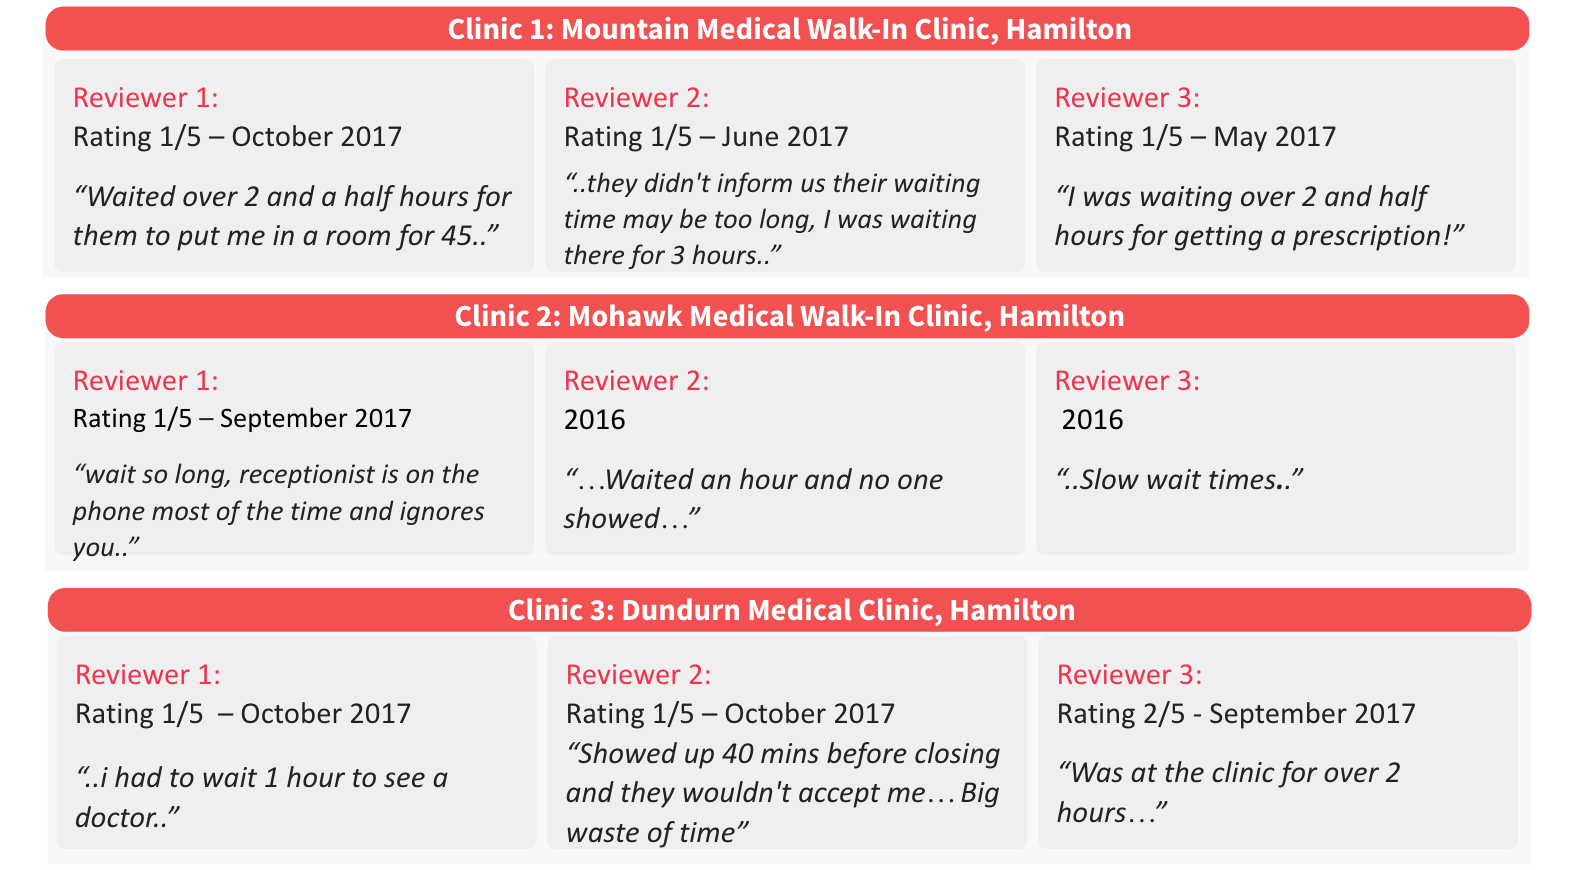 Clinic 1: Mountain Medical Walk-In Clinic, Hamilton
Reviewer 1:
Rating 1/5 – October 2017
“Waited over 2 and a half hours for
them to put me in a room for 45..”
Reviewer 2:
Rating 1/5 – June 2017
“..they didn't inform us their waiting
time may be too long, I was waiting
there for 3 hours..”
Reviewer 3:
Rating 1/5 – May 2017
“I was waiting over 2 and half
hours for getting a prescription!”
Clinic 2: Mohawk Medical Walk-In Clinic, Hamilton
Reviewer 1:
Rating 1/5 – September 2017
“wait so long, receptionist is on the
phone most of the time and ignores
you..”
Reviewer 2:
2016
“…Waited an hour and no one
showed…”
Reviewer 3:
2016
“..Slow wait times..”
Clinic 3: Dundurn Medical Clinic, Hamilton
Reviewer 1:
Rating 1/5 – October 2017
“..i had to wait 1 hour to see a
doctor..”
Reviewer 2:
Rating 1/5 – October 2017
“Showed up 40 mins before closing
and they wouldn't accept me… Big
waste of time”
Reviewer 3:
Rating 2/5 - September 2017
“Was at the clinic for over 2
hours…”